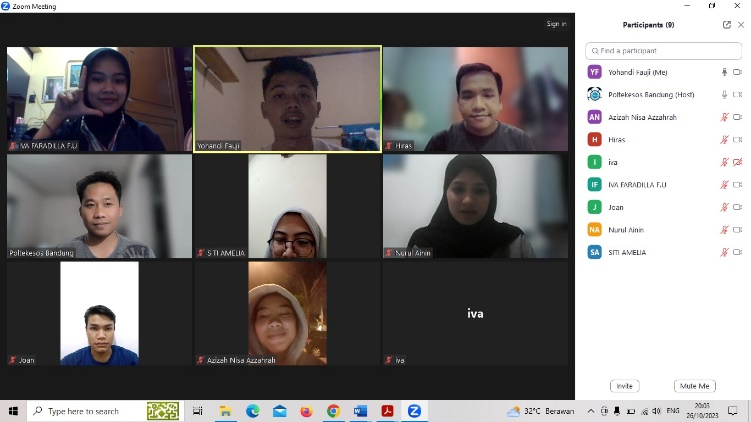 Zoom Meeting
Sign in
IVA FARADILLA F.U
Yohandi Fauji
Hiras
Poltekesos Bandung
SITI AMELIA
Nurul Ainin
Joan
Azizah Nisa Azzahrah
iva
iva
Participants (9)
Find a participant
YF Yohandi Fauji (Me)
Poltekesos Bandung (Host)
AN Azizah Nisa Azzahrah
H Hiras
I iva
IF IVA FARADILLA F.U
J Joan
NA Nurul Ainin
SA SITI AMELIA
Invite
Mute Me
Type here to search
32°C Berawan
ENG
20:03
26/10/2023